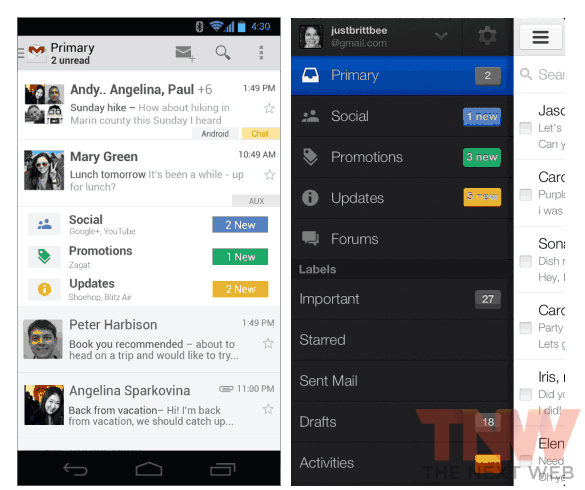 4:30
Primary
2 unread
Andy.. Angelina, Paul +6
1:49 PM
Sunday hike – How about hiking in
Marin county this Sunday I heard
Android
Chat
Mary Green
10:49 AM
Lunch tomorrow It's been a while - up
for lunch?
AUX
Social
Google+, YouTube
2 New
Promotions
Zagat
1 New
Updates
Shoehop, Blitz Air
2 New
Peter Harbison
1:49 PM
Book you recommended – about to
head on a trip and would like to try...
Angelina Sparkovina
11:00 PM
Back from vacation– Hi! I'm back
from vacation, we should catch up...
justbrittbee
@gmail.com
Primary
2
Social
1 new
Promotions
3 new
Updates
5 new
Forums
Labels
Important
27
Starred
Sent Mail
Drafts
18
Activities
Sear
Jaso
Let's
Can y
Caro
Purple
i was
Sona
Dish r
Hey, I
Caro
Party
Lets g
Iris, r
Did yo
I did!
Elen
Need
Oh ye
TNW
THE NEXT WEB